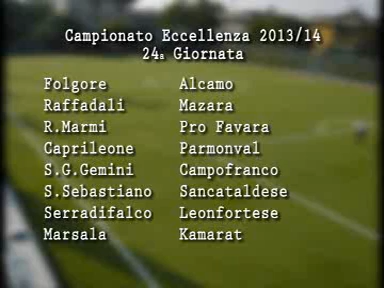 Campionato Eccellenza 2013/14
24ª Giornata
Folgore Alcamo
Raffadali Mazara
R.Marmi Pro Favara
Caprileone Parmonval
S.G.Gemini Campofranco
S.Sebastiano Sancataldese
Serradifalco Leonfortese
Marsala Kamarat